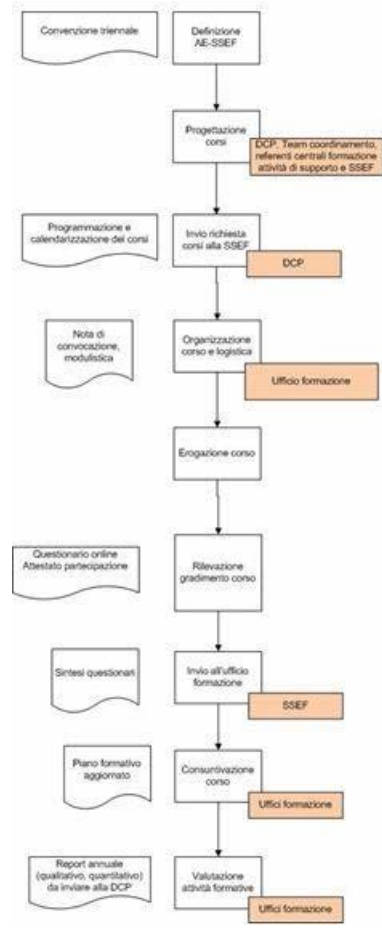 Convenzione triennale
Definizione
AE-SSEF
Progettazione
corsi
DCP, Team coordinamento,
referenti centrali formazione
attività di supporto e SSEF
Programmazione e
calendarizzazione dei corsi
Invio richiesta
corsi alla SSEF
DCP
Nota di
convocazione,
modulistica
Organizzazione
corso e logistica
Ufficio formazione
Erogazione corso
Questionario online
Attestato partecipazione
Rilevazione
gradimento corso
Sintesi questionari
Invio all'ufficio
formazione
SSEF
Piano formativo
aggiornato
Consuntivazione
corso
Uffici formazione
Report annuale
(qualitativo, quantitativo)
da inviare alla DCP
Valutazione
attività formative
Uffici formazione